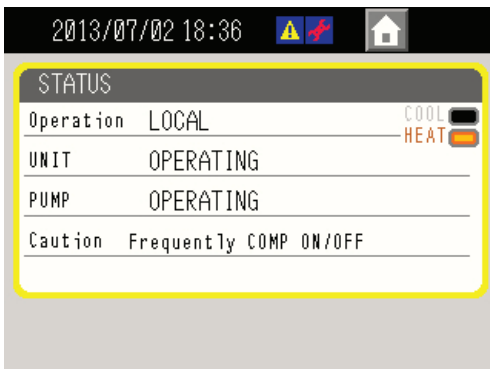 2013/07/02 18:36
STATUS
Operation LOCAL
COOL
HEAT
UNIT OPERATING
PUMP OPERATING
Caution Frequently COMP ON/OFF